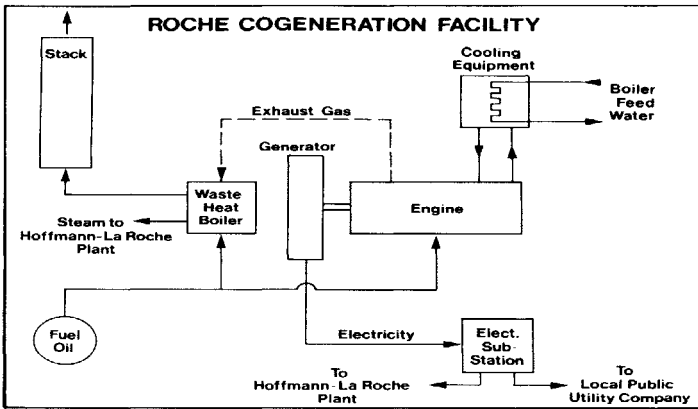 ROCHE COGENERATION FACILITY
Stack
Cooling
Equipment
Boiler
Feed
Water
Exhaust Gas
Generator
Waste
Heat
Boiler
Engine
Steam to
Hoffmann-La Roche
Plant
Fuel
Oil
Electricity
Elect.
Sub-
Station
To
Hoffmann-La Roche
Plant
To
Local Public
Utility Company